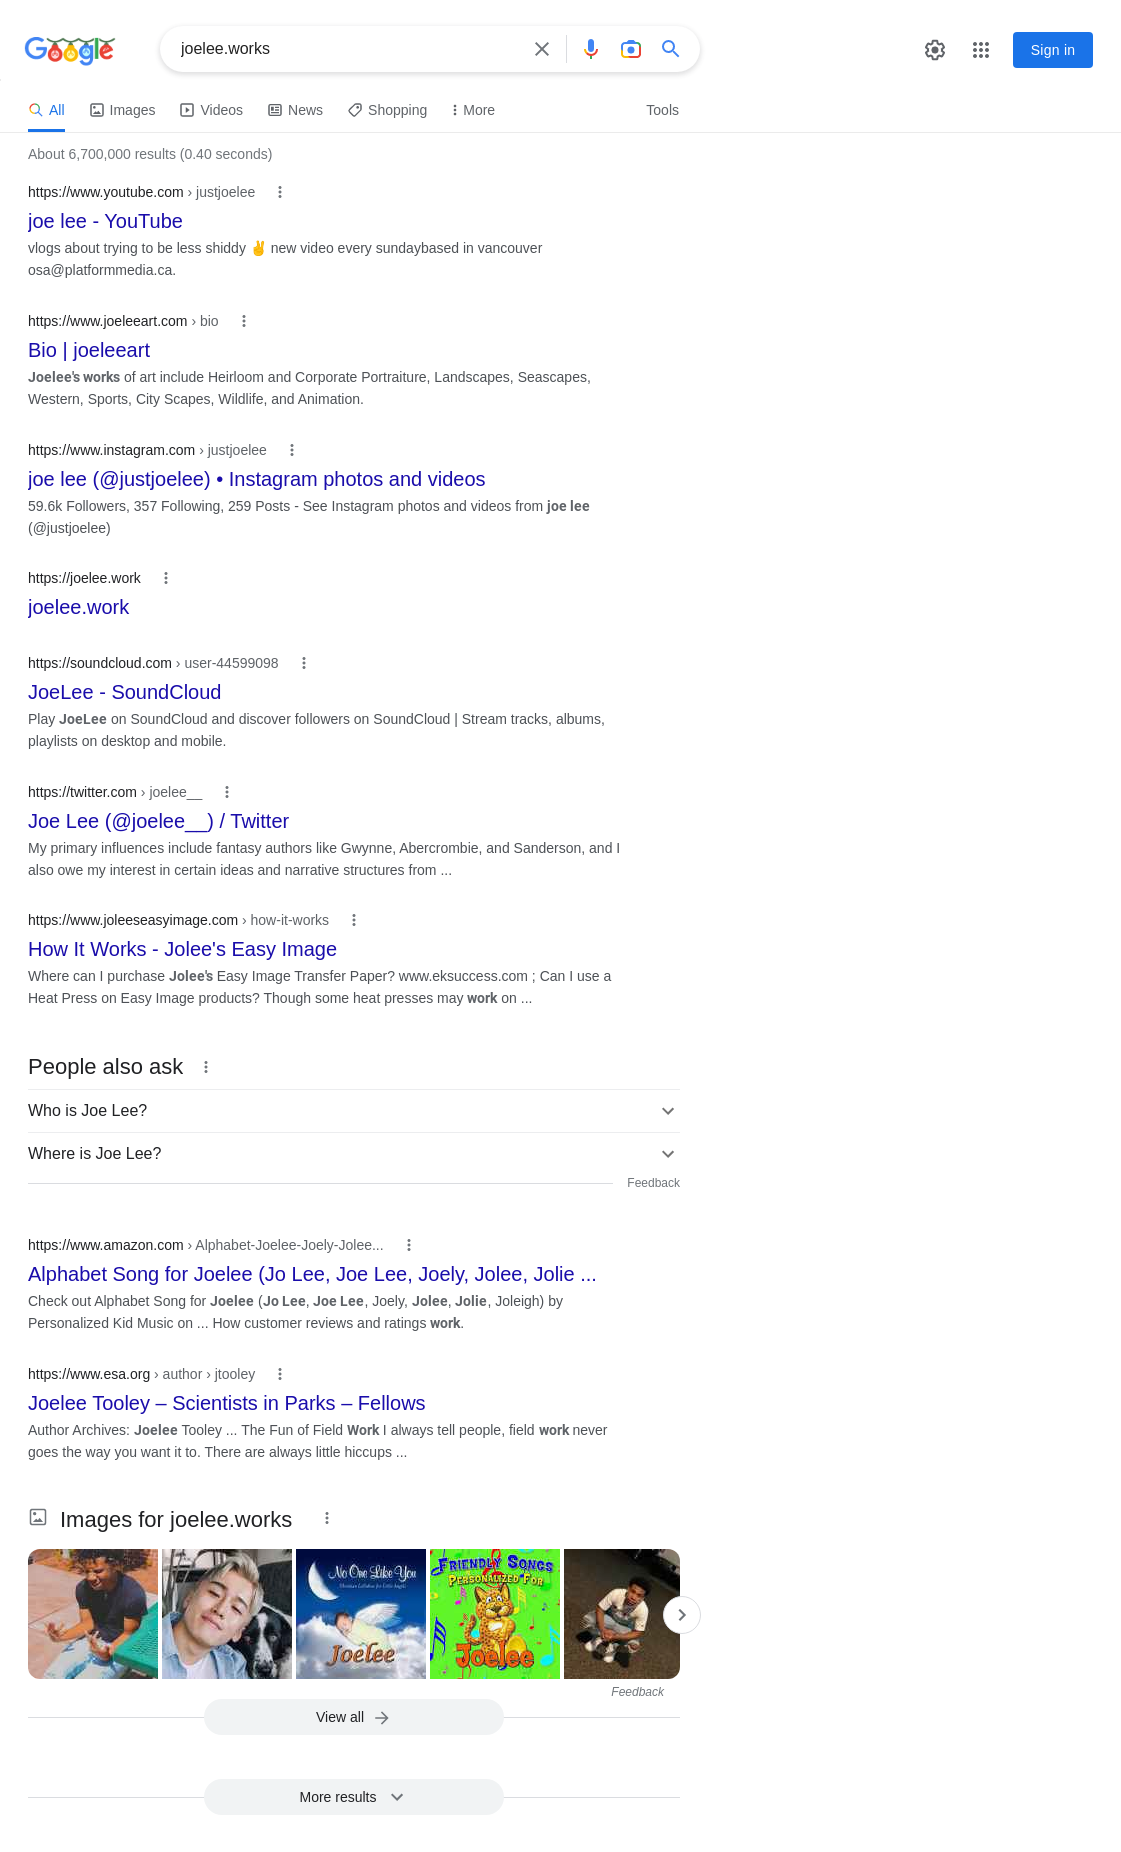 Google
joelee.works
Sign in
All Images Videos News Shopping More Tools
About 6,700,000 results (0.40 seconds)
https://www.youtube.com › justjoelee
joe lee - YouTube
vlogs about trying to be less shiddy ✌ new video every sundaybased in vancouver
osa@platformmedia.ca.
https://www.joeleeart.com › bio
Bio | joeleeart
Joelee's works of art include Heirloom and Corporate Portraiture, Landscapes, Seascapes,
Western, Sports, City Scapes, Wildlife, and Animation.
https://www.instagram.com › justjoelee
joe lee (@justjoelee) • Instagram photos and videos
59.6k Followers, 357 Following, 259 Posts - See Instagram photos and videos from joe lee
(@justjoelee)
https://joelee.work
joelee.work
https://soundcloud.com › user-44599098
JoeLee - SoundCloud
Play JoeLee on SoundCloud and discover followers on SoundCloud | Stream tracks, albums,
playlists on desktop and mobile.
https://twitter.com › joelee__
Joe Lee (@joelee__) / Twitter
My primary influences include fantasy authors like Gwynne, Abercrombie, and Sanderson, and I
also owe my interest in certain ideas and narrative structures from ...
https://www.joleeseasyimage.com › how-it-works
How It Works - Jolee's Easy Image
Where can I purchase Jolee's Easy Image Transfer Paper? www.eksuccess.com ; Can I use a
Heat Press on Easy Image products? Though some heat presses may work on ...
People also ask
Who is Joe Lee?
Where is Joe Lee?
Feedback
https://www.amazon.com › Alphabet-Joelee-Joely-Jolee...
Alphabet Song for Joelee (Jo Lee, Joe Lee, Joely, Jolee, Jolie ...
Check out Alphabet Song for Joelee (Jo Lee, Joe Lee, Joely, Jolee, Jolie, Joleigh) by
Personalized Kid Music on ... How customer reviews and ratings work.
https://www.esa.org › author › jtooley
Joelee Tooley – Scientists in Parks – Fellows
Author Archives: Joelee Tooley ... The Fun of Field Work I always tell people, field work never
goes the way you want it to. There are always little hiccups ...
Images for joelee.works
No One Like You
Christian Lullabies for Little Angels
Joelee
FRIENDLY SONGS
PERSONALIZED FOR
Joelee
Feedback
View all
More results